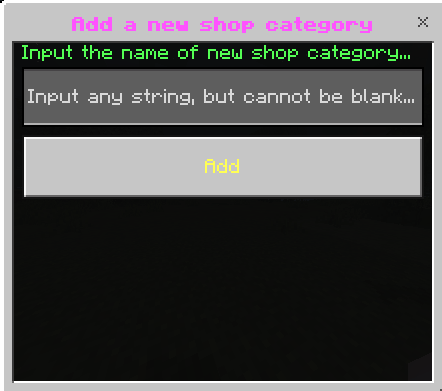 Add a new shop category
Input the name of new shop category...
Input any string, but cannot be blank...
Add